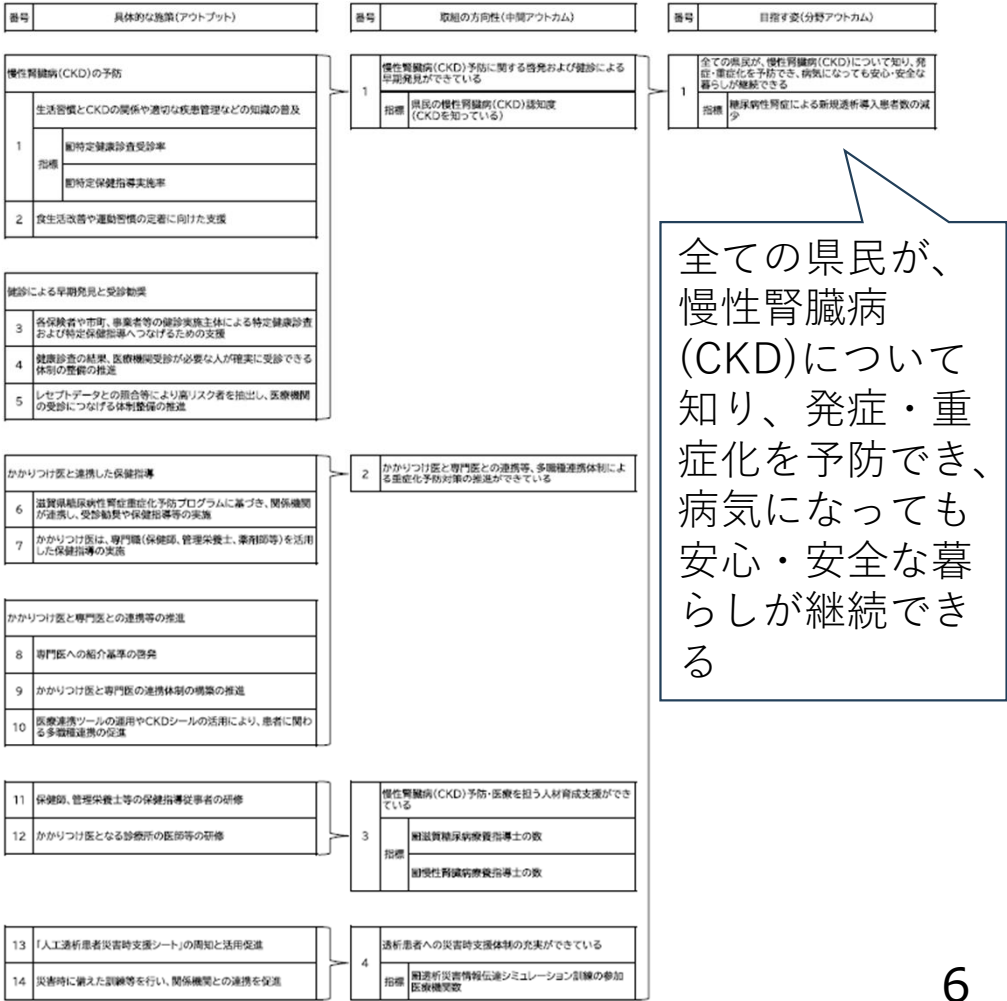 番号 具体的な施策(アウトプット)
番号 取組の方向性(中間アウトカム)
番号 目指す姿(分野アウトカム)
慢性腎臓病(CKD)の予防
生活習慣とCKDの関係や適切な疾患管理などの知識の普及
1
指標
特定健康診査受診率
特定保健指導実施率
2 食生活改善や運動習慣の定着に向けた支援
健診による早期発見と受診勧奨
3 各保険者や市町、事業者等の健診実施主体による特定健康診査
および特定保健指導へつなげるための支援
4 健康診査の結果、医療機関受診が必要な人が確実に受診できる
体制の整備の推進
5 レセプトデータとの照合等により高リスク者を抽出し、医療機関
の受診につなげる体制整備の推進
かかりつけ医と連携した保健指導
6 滋賀県糖尿病性腎症重症化予防プログラムに基づき、関係機関
が連携し、受診勧奨や保健指導等の実施
7 かかりつけ医は、専門職(保健師、管理栄養士、薬剤師等)を活用
した保健指導の実施
かかりつけ医と専門医との連携等の推進
8 専門医への紹介基準の啓発
9 かかりつけ医と専門医の連携体制の構築の推進
10 医療連携ツールの運用やCKDシールの活用により、患者に関わ
る多職種連携の促進
11 保健師、管理栄養士等の保健指導従事者の研修
12 かかりつけ医となる診療所の医師等の研修
13 「人工透析患者災害時支援シート」の周知と活用促進
14 災害時に備えた訓練等を行い、関係機関との連携を促進
1
慢性腎臓病(CKD)予防に関する啓発および健診による
早期発見ができている
指標
県民の慢性腎臓病(CKD)認知度
(CKDを知っている)
2 かかりつけ医と専門医との連携等、多職種連携体制によ
る重症化予防対策の推進ができている
3
慢性腎臓病(CKD)予防・医療を担う人材育成支援ができ
ている
指標
滋賀糖尿病療養指導士の数
慢性腎臓病療養指導士の数
4
透析患者への災害時支援体制の充実ができている
指標
透析災害情報伝達シミュレーション訓練の参加
医療機関数
1
全ての県民が、慢性腎臓病(CKD)について知り、発
症・重症化を予防でき、病気になっても安心・安全な
暮らしが継続できる
指標
糖尿病性腎症による新規透析導入患者数の減
少
全ての県民が、
慢性腎臓病
(CKD)について
知り、発症・重
症化を予防でき、
病気になっても
安心・安全な暮
らしが継続でき
る
6